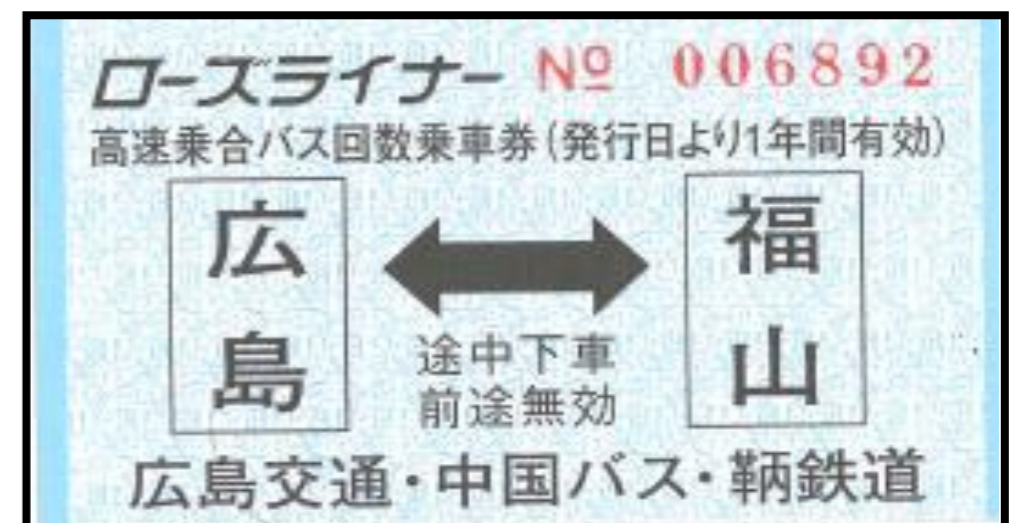 ローズライナー Nº 006892
高速乗合バス回数乗車券(発行日より1年間有効)
広島 ↔ 福山
途中下車
前途無効
広島交通・中国バス・鞆鉄道